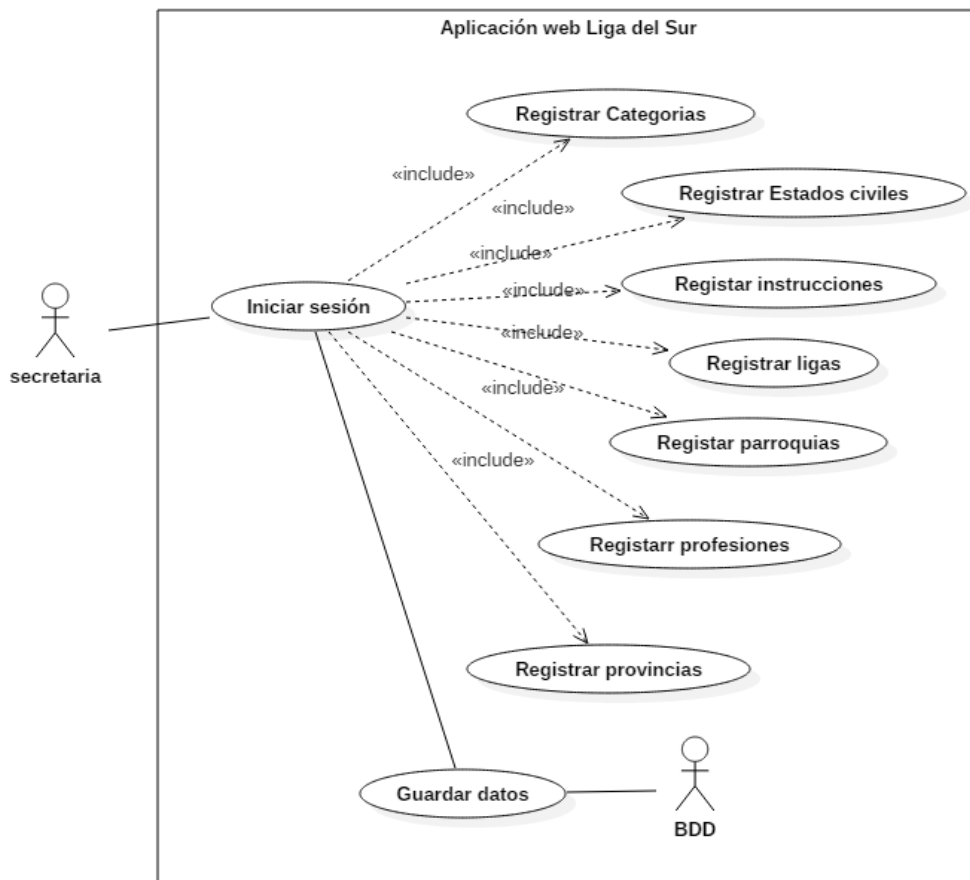 Aplicación web Liga del Sur
Registrar Categorias
«include»
Registrar Estados civiles
«include»
«include»
Registar instrucciones
«include»
Iniciar sesión
«include»
Registrar ligas
secretaria
«include»
Registar parroquias
«include»
Registarr profesiones
Registrar provincias
Guardar datos
BDD